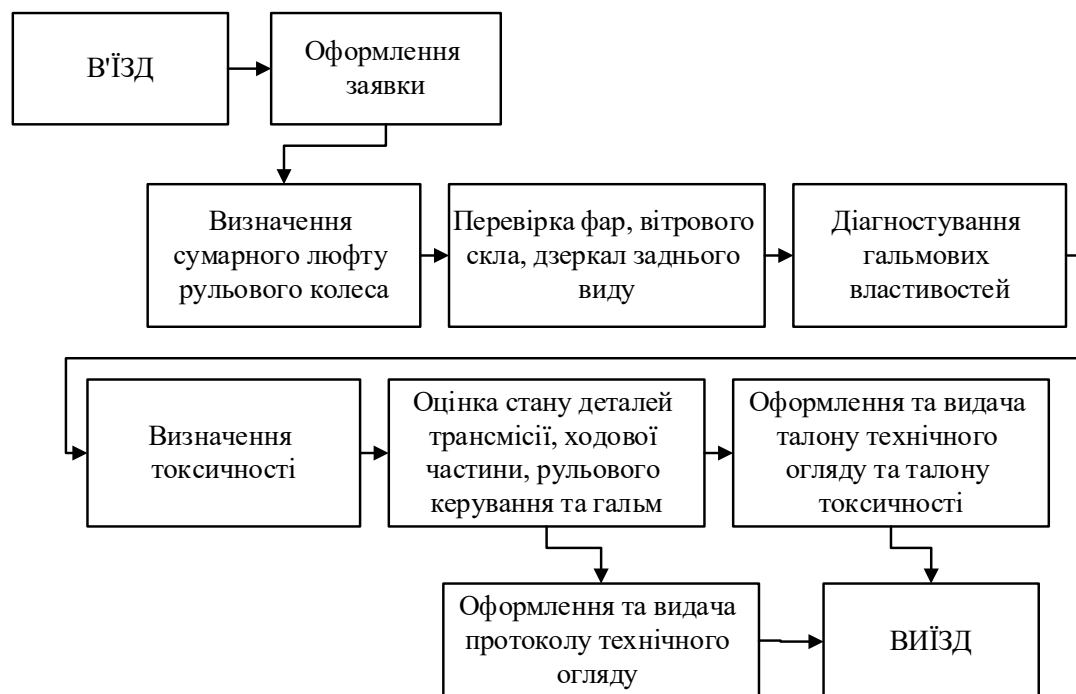 В'ЇЗД
Оформлення
заявки
Визначення
сумарного люфту
рульового колеса
Перевірка фар, вітрового
скла, дзеркал заднього
виду
Діагностування
гальмових
властивостей
Визначення
токсичності
Оцінка стану деталей
трансмісії, ходової
частини, рульового
керування та гальм
Оформлення та видача
талону технічного
огляду та талону
токсичності
Оформлення та видача
протоколу технічного
огляду
ВИЇЗД